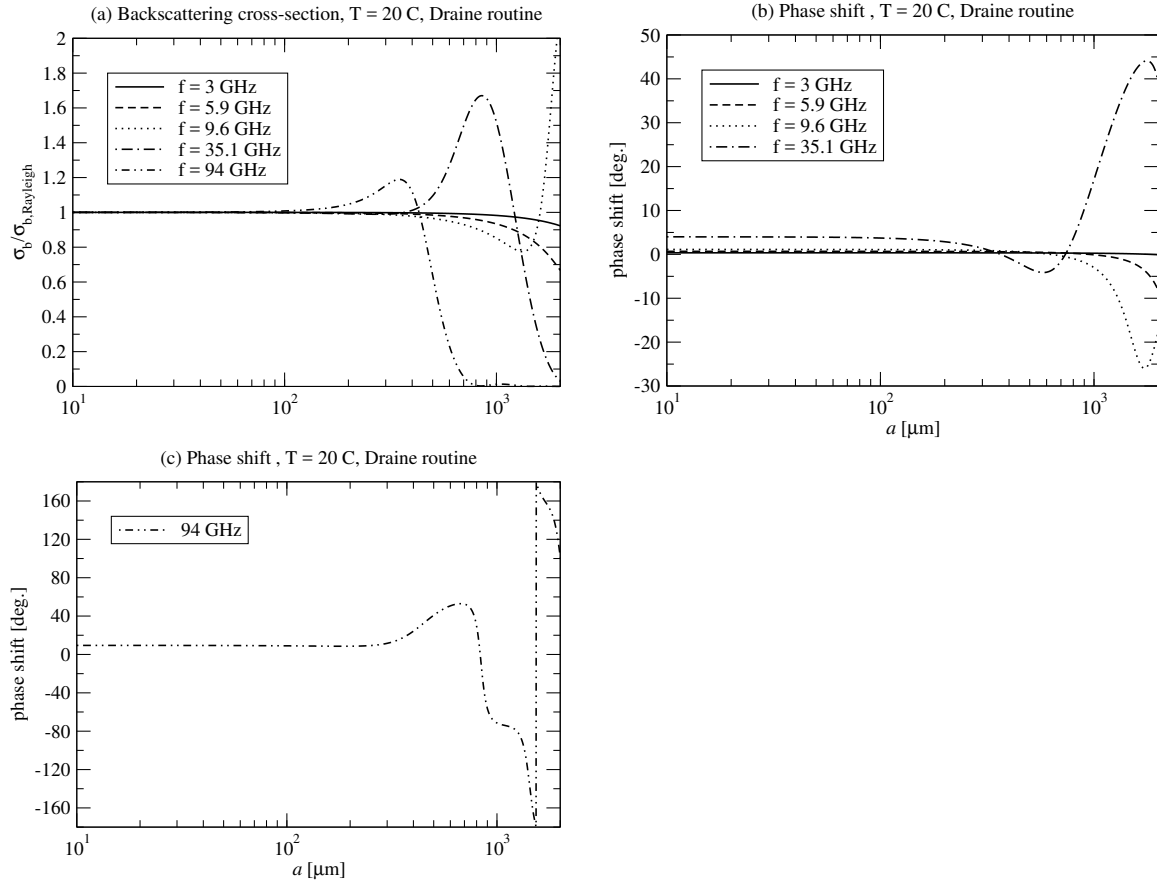 (a) Backscattering cross-section, T = 20 C, Draine routine
2
1.8
1.6
1.4
1.2
1
0.8
0.6
0.4
0.2
0
σb/σb,Rayleigh
f = 3 GHz
f = 5.9 GHz
f = 9.6 GHz
f = 35.1 GHz
f = 94 GHz
10^1
10^2
10^3
(b) Phase shift , T = 20 C, Draine routine
50
40
30
20
10
0
-10
-20
-30
phase shift [deg.]
f = 3 GHz
f = 5.9 GHz
f = 9.6 GHz
f = 35.1 GHz
10^1
10^2
10^3
a [μm]
(c) Phase shift , T = 20 C, Draine routine
160
120
80
40
0
-40
-80
-120
-160
phase shift [deg.]
94 GHz
10^1
10^2
10^3
a [μm]